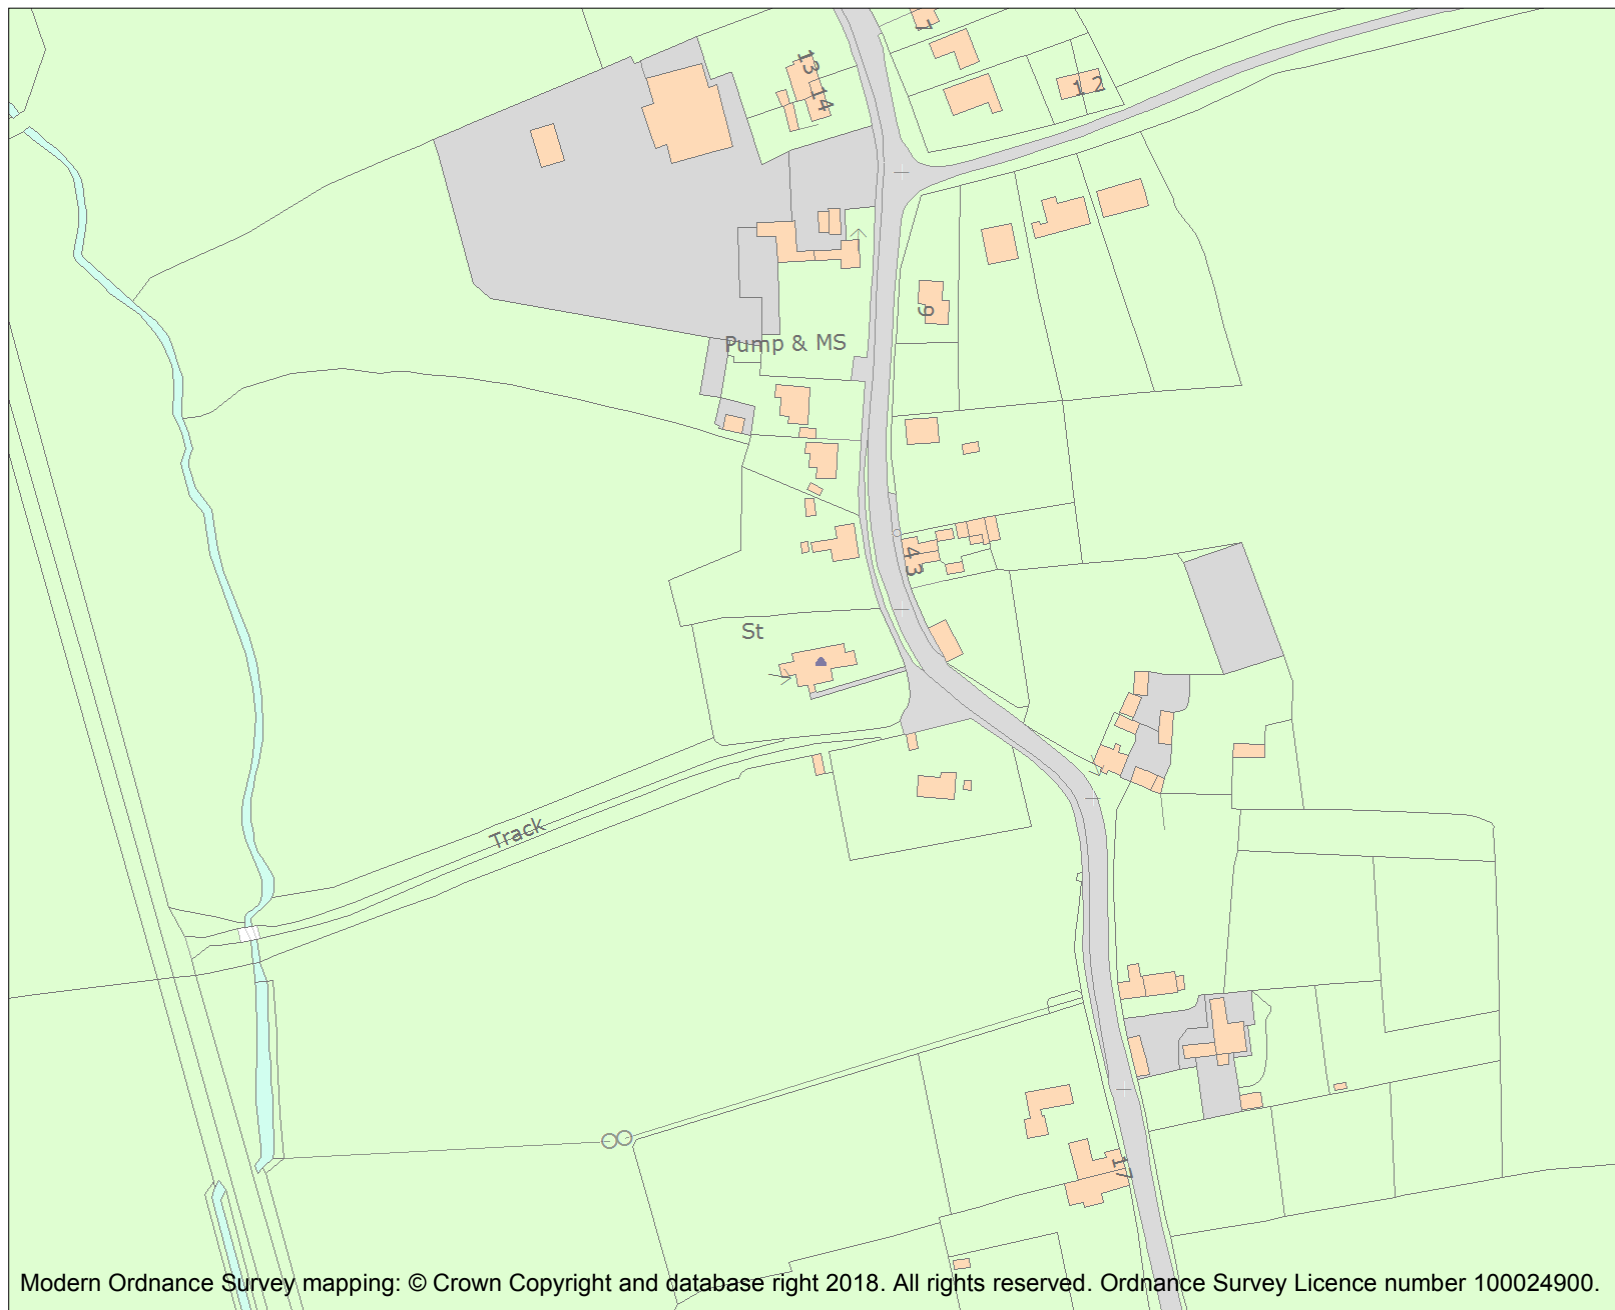 7
13
14
1 2
9
Pump & MS
4
3
St
Track
17
Modern Ordnance Survey mapping: © Crown Copyright and database right 2018. All rights reserved. Ordnance Survey Licence number 100024900.